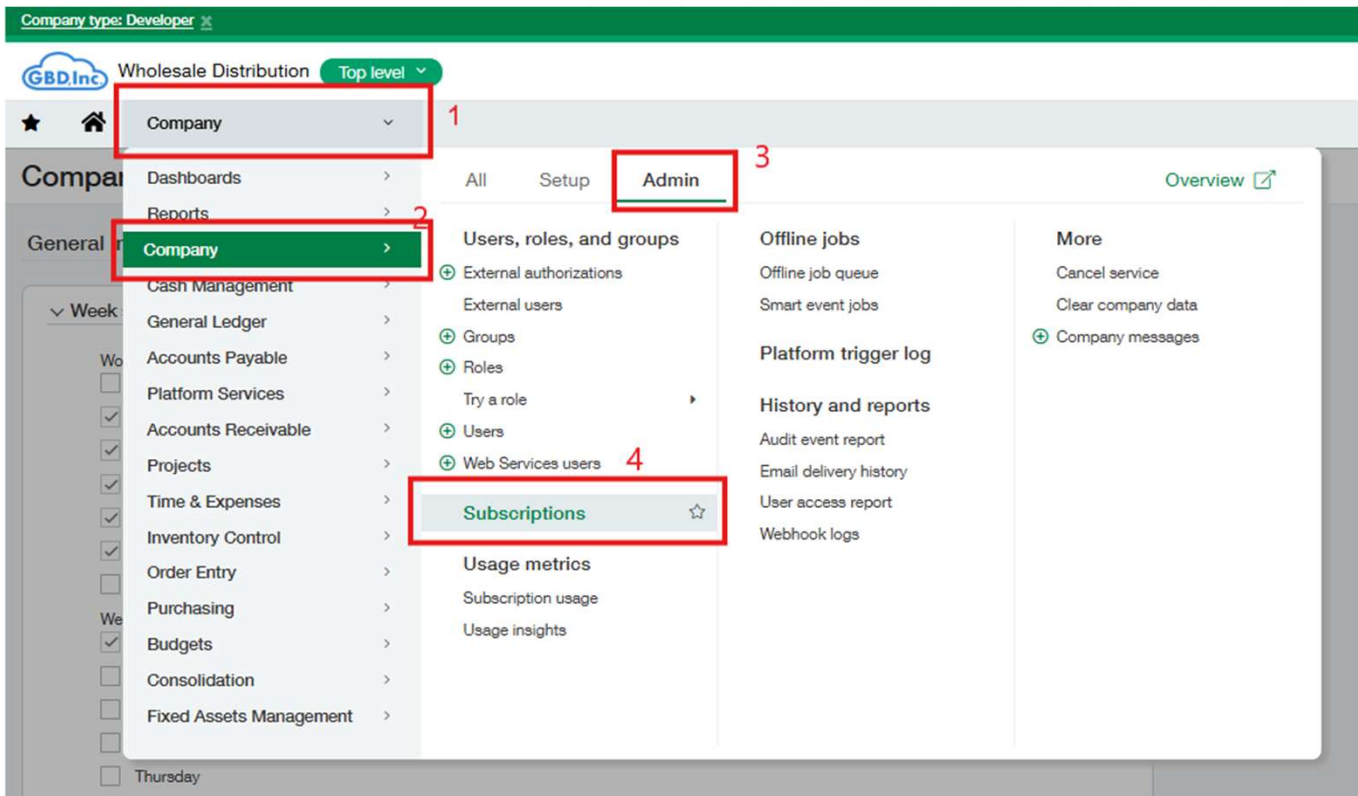 Company type: Developer x
GBD,Inc Wholesale Distribution Top level
Company 1
Compa
General
Week
Wo
We
Thursday
Dashboards
Reports
2
Company
Cash Management
General Ledger
Accounts Payable
Platform Services
Accounts Receivable
Projects
Time & Expenses
Inventory Control
Order Entry
Purchasing
Budgets
Consolidation
Fixed Assets Management
All Setup Admin 3 Overview
Users, roles, and groups
External authorizations
External users
Groups
Roles
Try a role
Users
Web Services users 4
Subscriptions
Usage metrics
Subscription usage
Usage insights
Offline jobs
Offline job queue
Smart event jobs
Platform trigger log
History and reports
Audit event report
Email delivery history
User access report
Webhook logs
More
Cancel service
Clear company data
Company messages